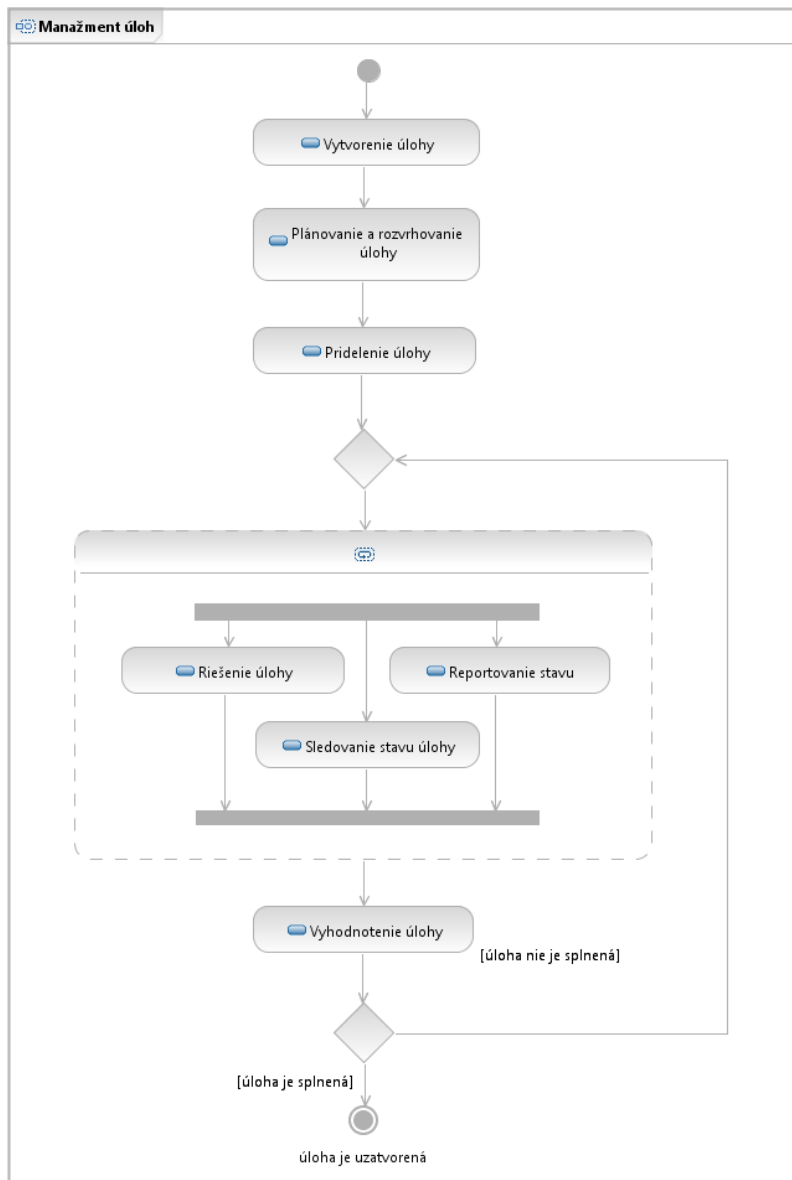 Manažment úloh
Vytvorenie úlohy
Plánovanie a rozvrhovanie
úlohy
Pridelenie úlohy
Riešenie úlohy
Reportovanie stavu
Sledovanie stavu úlohy
Vyhodnotenie úlohy
[úloha nie je splnená]
[úloha je splnená]
úloha je uzatvorená